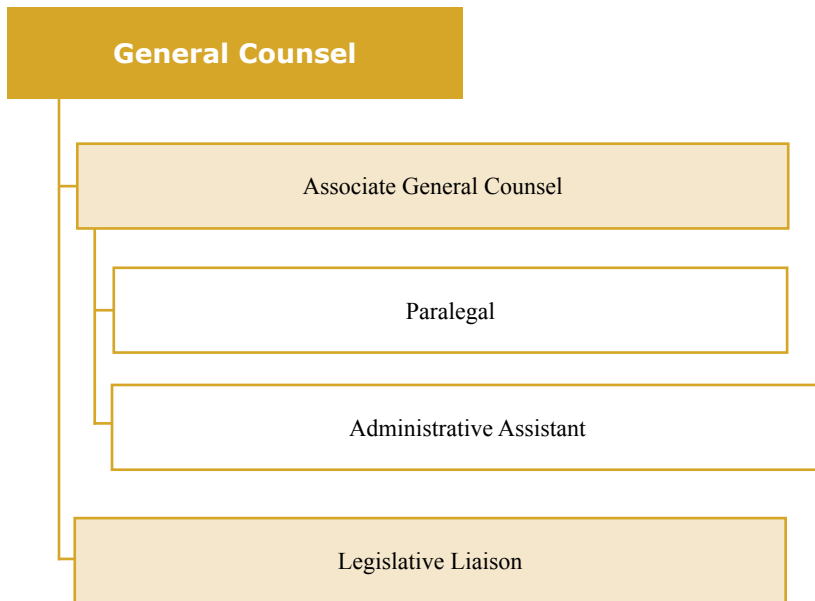 General Counsel
Associate General Counsel
Paralegal
Administrative Assistant
Legislative Liaison